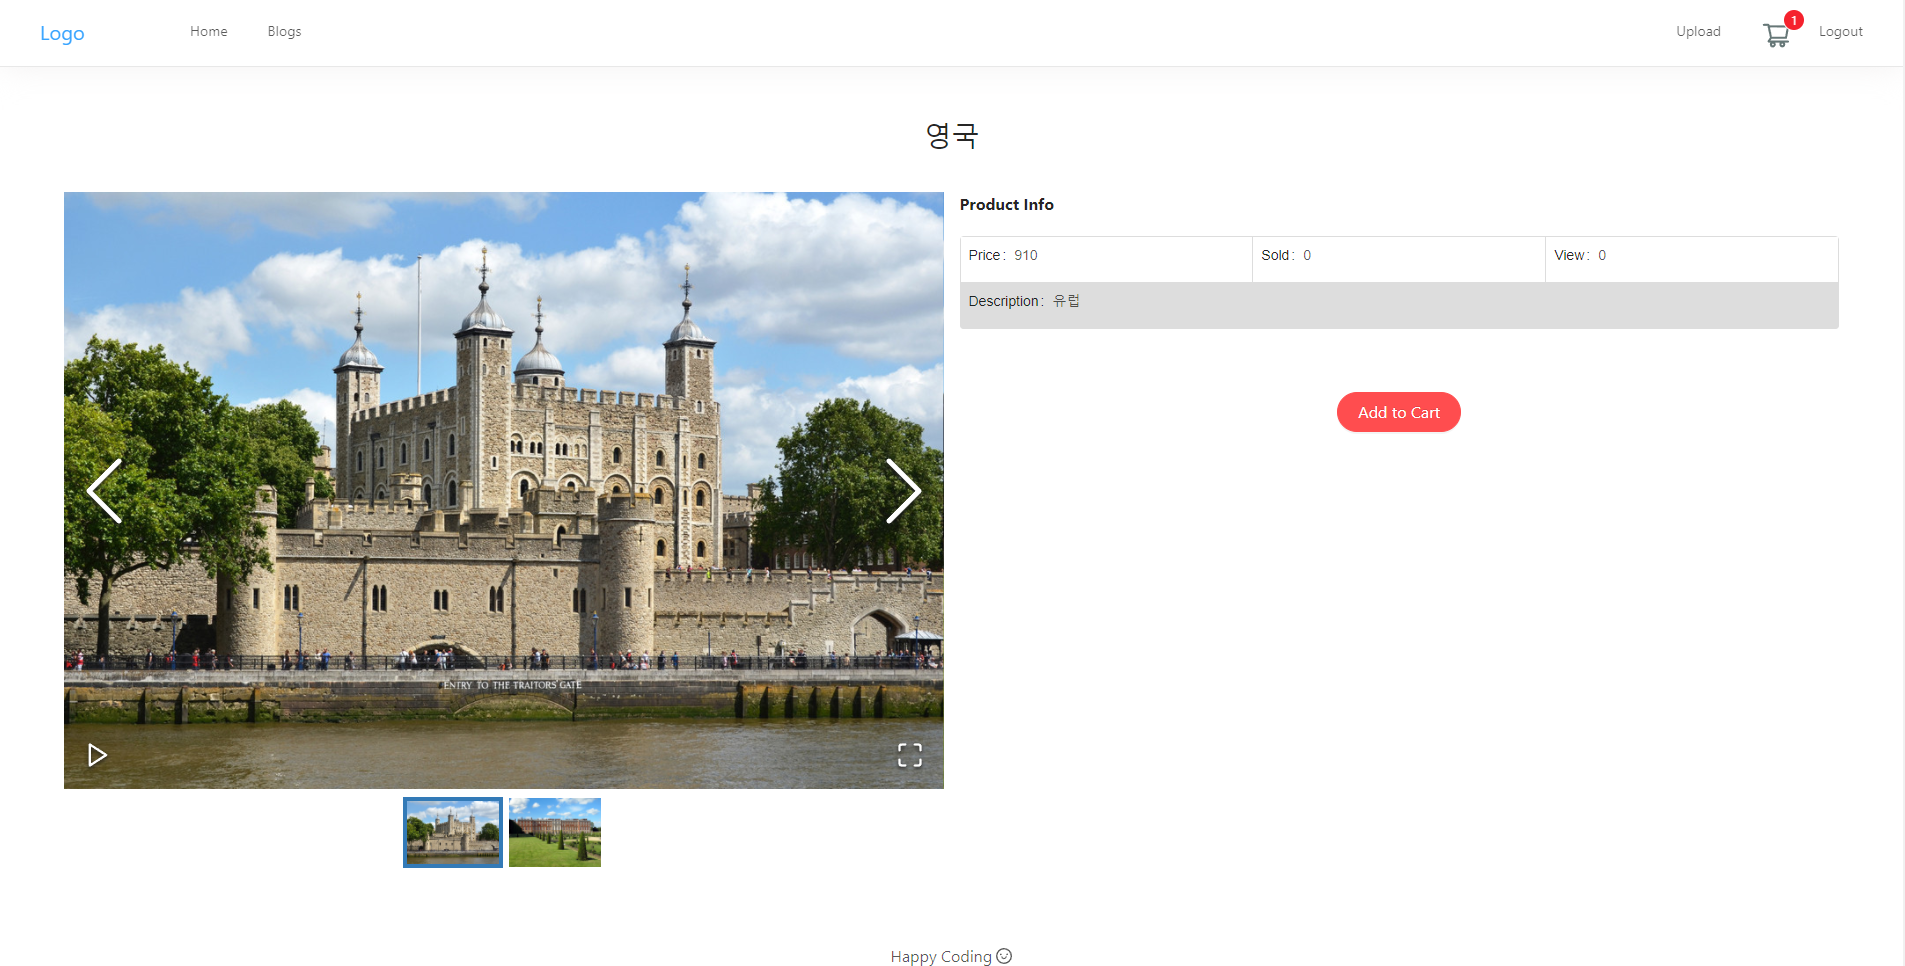 Logo
Home
Blogs
Upload
1
Logout
영국
Product Info
Price: 910
Sold: 0
View: 0
Description: 유럽
Add to Cart
ENTRY TO THE TRAITORS GATE
Happy Coding